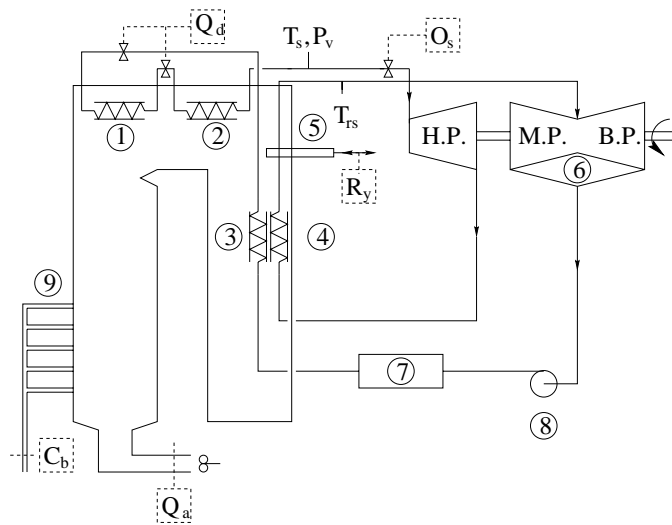 Q_d
T_s, P_v
O_s
1
2
5
T_rs
H.P.
M.P.
B.P.
6
R_y
3
4
9
7
8
C_b
Q_a